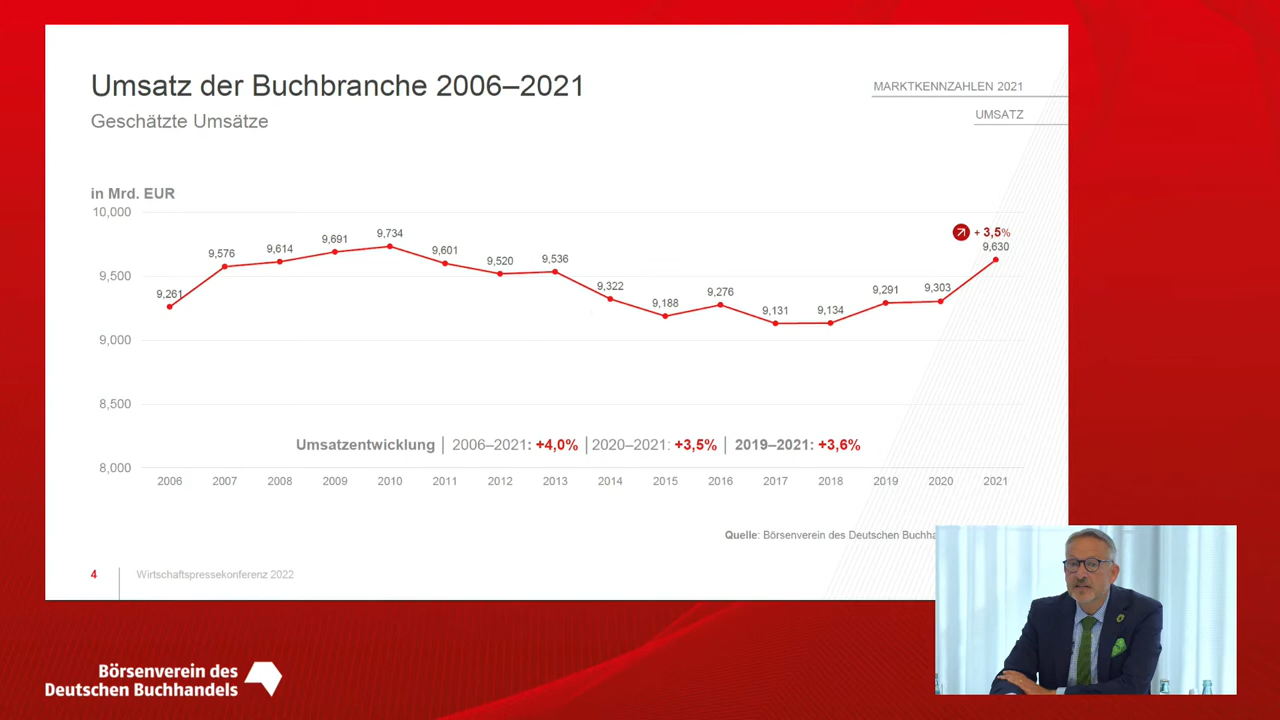 Umsatz der Buchbranche 2006–2021
Geschätzte Umsätze
MARKTKENNZAHLEN 2021
UMSATZ
in Mrd. EUR
10,000
9,500
9,000
8,500
8,000
9,261
9,576
9,614
9,691
9,734
9,601
9,520
9,536
9,322
9,188
9,276
9,131
9,134
9,291
9,303
+ 3,5%
9,630
Umsatzentwicklung | 2006–2021: +4,0% | 2020–2021: +3,5% | 2019–2021: +3,6%
2006 2007 2008 2009 2010 2011 2012 2013 2014 2015 2016 2017 2018 2019 2020 2021
Quelle: Börsenverein des Deutschen
4 Wirtschaftspressekonferenz 2022
Börsenverein des
Deutschen Buchhandels